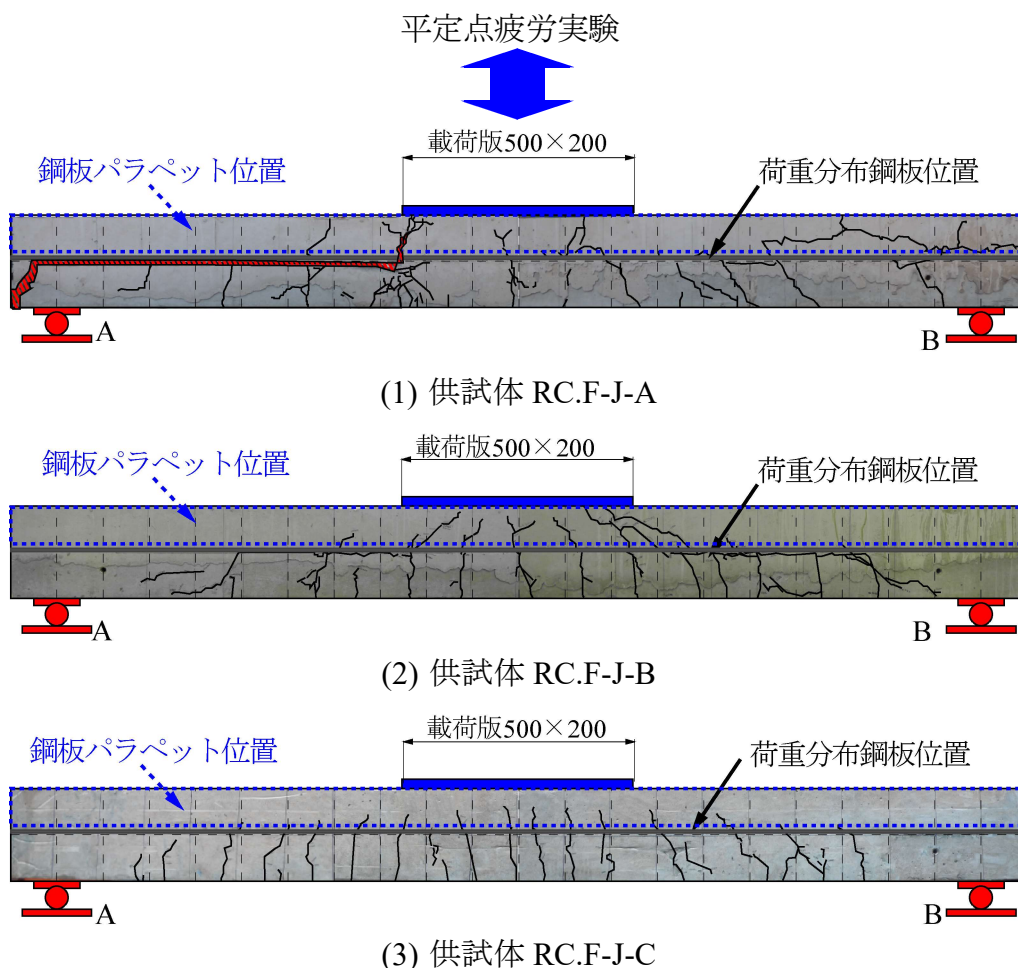 平定点疲労実験
載荷版500×200
鋼板パラペット位置
荷重分布鋼板位置
A
B
(1) 供試体 RC.F-J-A
載荷版500×200
鋼板パラペット位置
荷重分布鋼板位置
A
B
(2) 供試体 RC.F-J-B
載荷版500×200
鋼板パラペット位置
荷重分布鋼板位置
A
B
(3) 供試体 RC.F-J-C